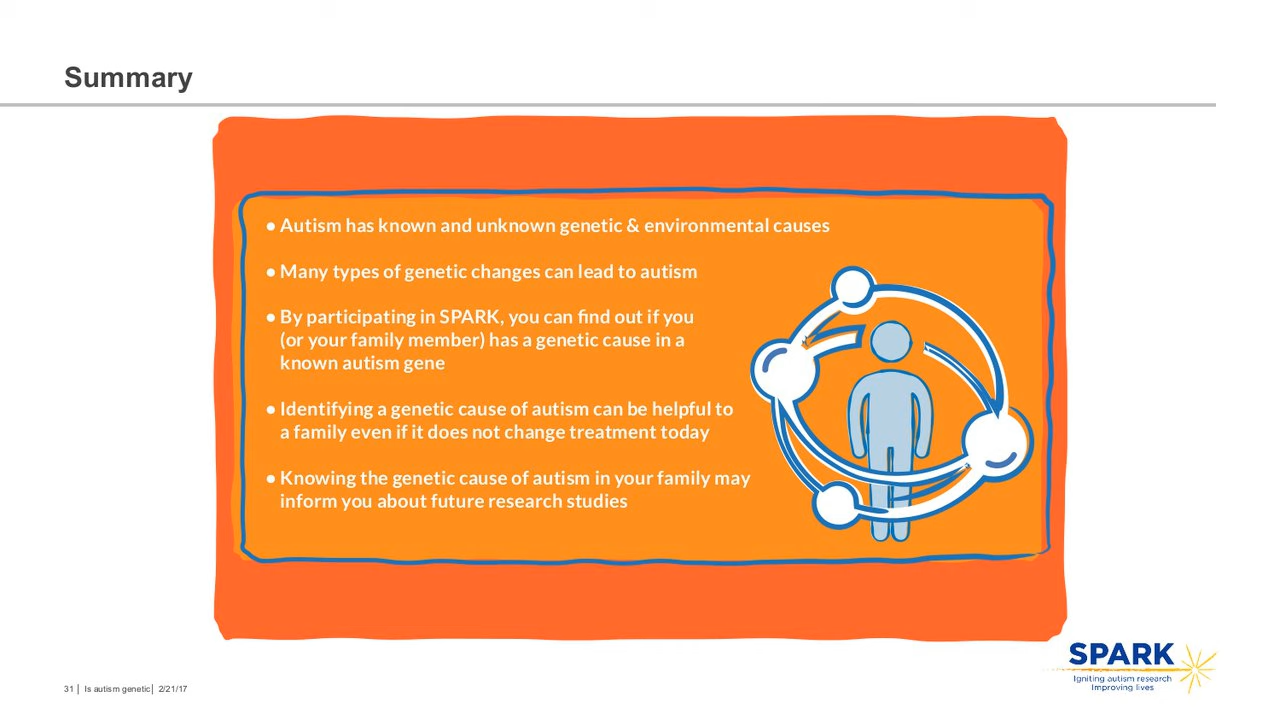 Summary
● Autism has known and unknown genetic & environmental causes
● Many types of genetic changes can lead to autism
● By participating in SPARK, you can find out if you
(or your family member) has a genetic cause in a
known autism gene
● Identifying a genetic cause of autism can be helpful to
a family even if it does not change treatment today
● Knowing the genetic cause of autism in your family may
inform you about future research studies
SPARK
Igniting autism research
Improving lives
31 | Is autism genetic| 2/21/17